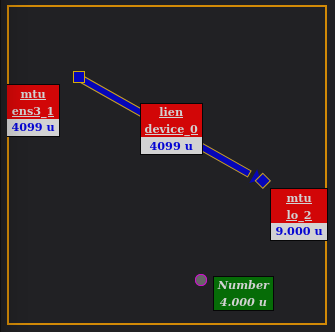 mtu
ens3_1
4099 u
lien
device_0
4099 u
mtu
lo_2
9.000 u
Number
4.000 u